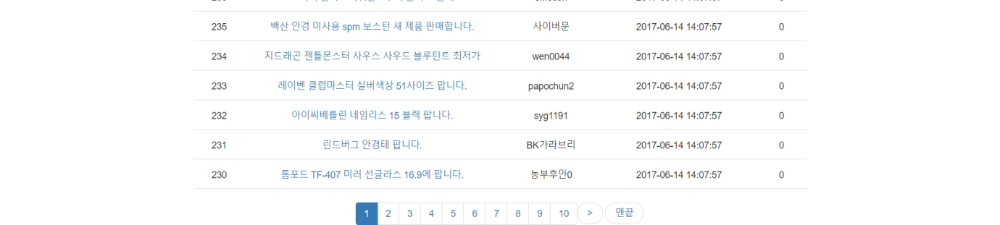 235 백산 안경 미사용 spm 보스턴 새 제품 판매합니다. 사이버문 2017-06-14 14:07:57 0
234 지드래곤 젠틀몬스터 사우스 사우드 블루틴트 최저가 wen0044 2017-06-14 14:07:57 0
233 레이벤 클럽마스터 실버색상 51사이즈 팝니다. papochun2 2017-06-14 14:07:57 0
232 아이씨베를린 네임리스 15 블랙 팝니다. syg1191 2017-06-14 14:07:57 0
231 린드버그 안경테 팝니다. BK가라브리 2017-06-14 14:07:57 0
230 톰포드 TF-407 미러 선글라스 16.9에 팝니다. 농부후안0 2017-06-14 14:07:57 0
1 2 3 4 5 6 7 8 9 10 > 맨끝